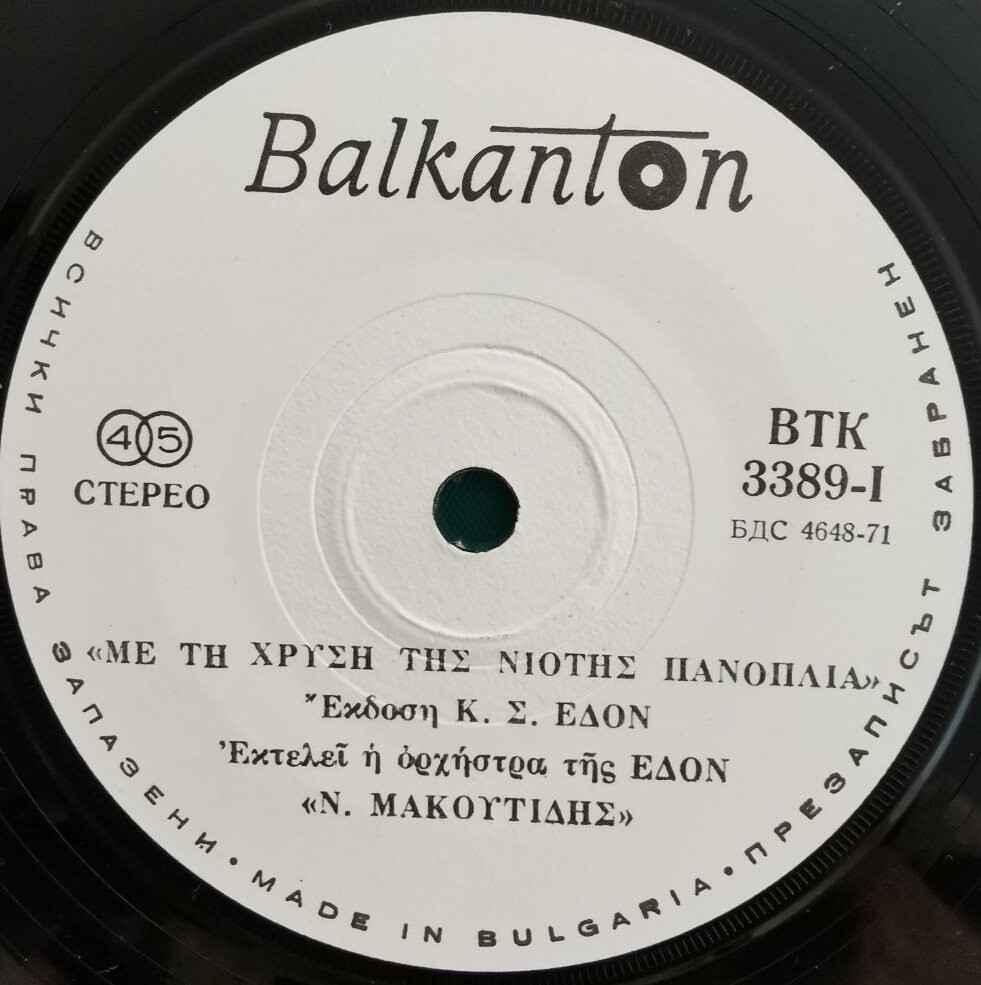 Balkanton
45
СТЕРЕО
ВТК
3389-I
БДС 4648-71
«ΜΕ ΤΗ ΧΡΥΣΗ ΤΗΣ ΝΙΟΤΗΣ ΠΑΝΟΠΛΙΑ»
Ἔκδοση Κ. Σ. ΕΔΟΝ
Ἐκτελεῖ ἡ ὀρχήστρα τῆς ΕΔΟΝ
«Ν. ΜΑΚΟΥΤΙΔΗΣ»
ВСИЧКИ ПРАВА ЗАПАЗЕНИ • MADE IN BULGARIA • ПРЕЗАПИСЪТ ЗАБРАНЕН